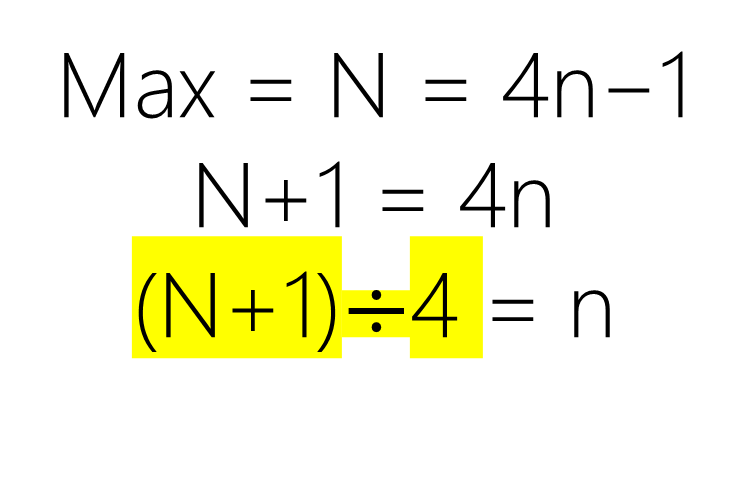 Max = N = 4n−1
N+1 = 4n
(N+1)÷4 = n